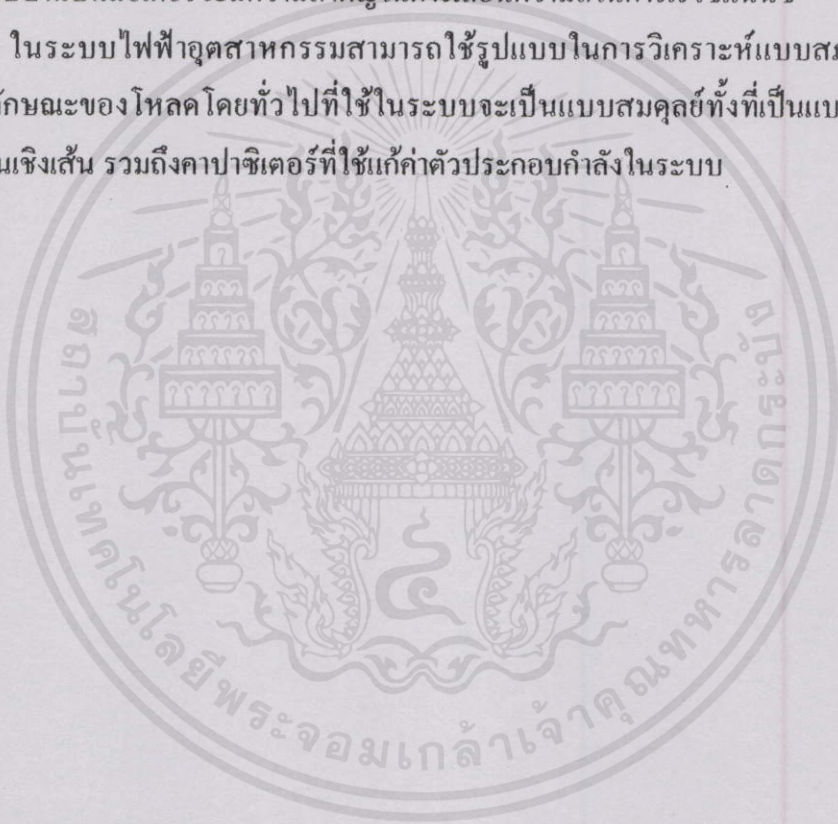 ในระบบไฟฟ้าอุตสาหกรรมสามารถใช้รูปแบบในการวิเคราะห์แบบสม
ักษณะของโหลดโดยทั่วไปที่ใช้ในระบบจะเป็นแบบสมดุลย์ทั้งที่เป็นแบ
นเชิงเส้น รวมถึงคาปาซิเตอร์ที่ใช้แก้ค่าตัวประกอบกำลังในระบบ
สถาบันเทคโนโลยีพระจอมเกล้าเจ้าคุณทหารลาดกระบัง